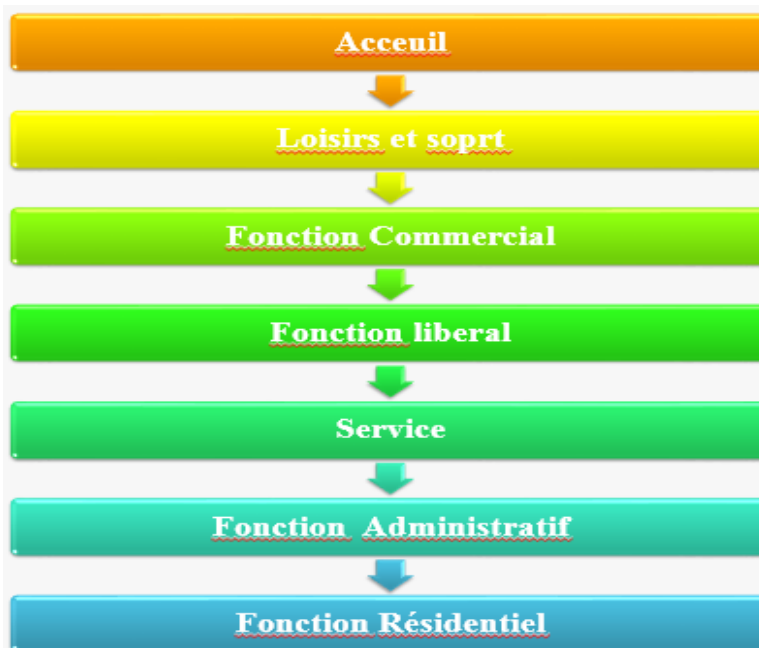 Acceuil
Loisirs et soprt
Fonction Commercial
Fonction liberal
Service
Fonction Administratif
Fonction Résidentiel